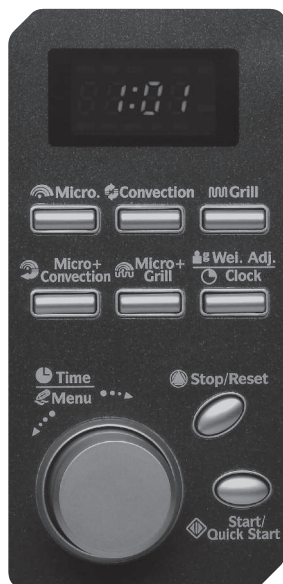 1:01
Micro. Convection Grill
Micro+ Convection Micro+ Grill Wei. Adj. Clock
Time
Menu
Stop/Reset
Start/
Quick Start